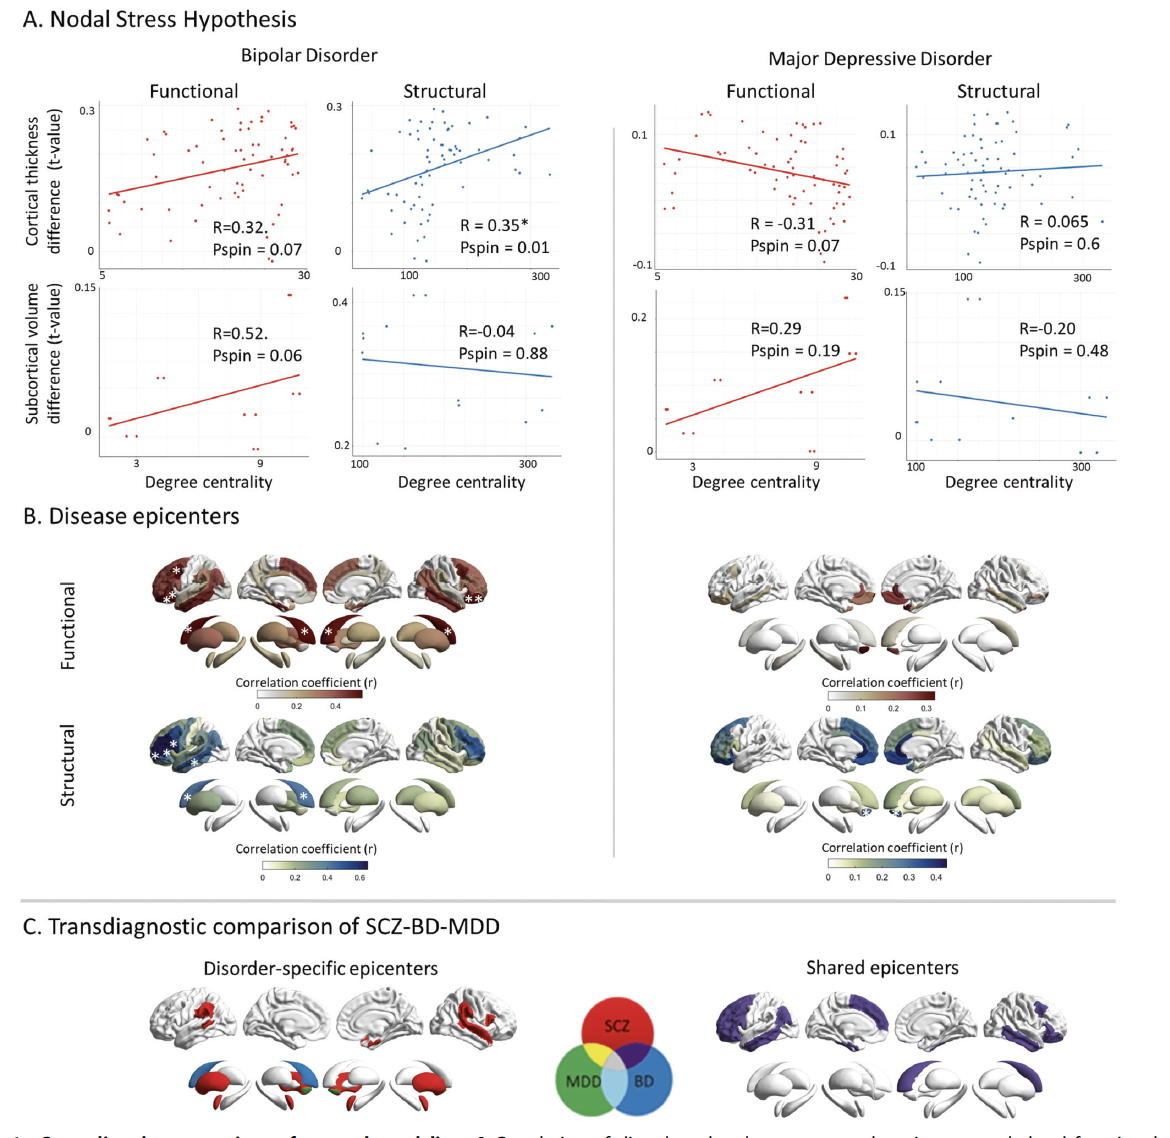 A. Nodal Stress Hypothesis
Bipolar Disorder
Major Depressive Disorder
Functional
Structural
Functional
Structural
Cortical thickness
difference (t-value)
0.3
0
5
30
R=0.32.
Pspin = 0.07
0.3
0
100
300
R = 0.35*
Pspin = 0.01
0.1
-0.1
5
30
R = -0.31
Pspin = 0.07
0.1
-0.1
100
300
R = 0.065
Pspin = 0.6
Subcortical volume
difference (t-value)
0.15
0
3
9
R=0.52.
Pspin = 0.06
0.4
0.2
100
300
R=-0.04
Pspin = 0.88
0.2
0
3
9
R=0.29
Pspin = 0.19
0.15
0
100
300
R=-0.20
Pspin = 0.48
Degree centrality
Degree centrality
Degree centrality
Degree centrality
B. Disease epicenters
Functional
*
*
*
* *
*
*
*
*
Correlation coefficient (r)
0 0.2 0.4
Correlation coefficient (r)
0 0.1 0.2 0.3
Structural
*
*
*
*
*
*
*
*
Correlation coefficient (r)
0 0.2 0.4 0.6
Correlation coefficient (r)
0 0.1 0.2 0.3 0.4
C. Transdiagnostic comparison of SCZ-BD-MDD
Disorder-specific epicenters
Shared epicenters
SCZ
MDD
BD